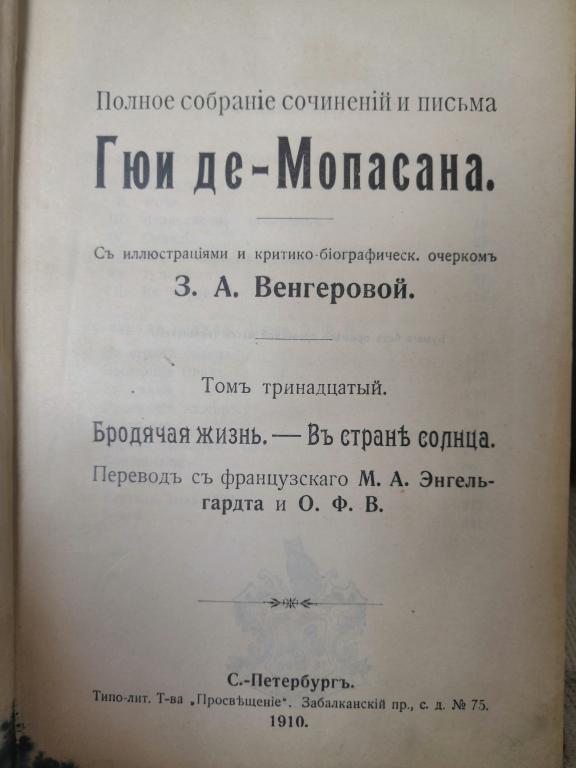 Полное собраніе сочиненій и письма
Гюи де-Мопасана.
Съ иллюстраціями и критико-біографическ. очеркомъ
З. А. Венгеровой.
Томъ тринадцатый.
Бродячая жизнь. — Въ странѣ солнца.
Переводъ съ французскаго М. А. Энгель-
гардта и О. Ф. В.
С.-Петербургъ.
Типо-лит. Т-ва „Просвѣщеніе". Забалканскій пр., с. д. № 75.
1910.